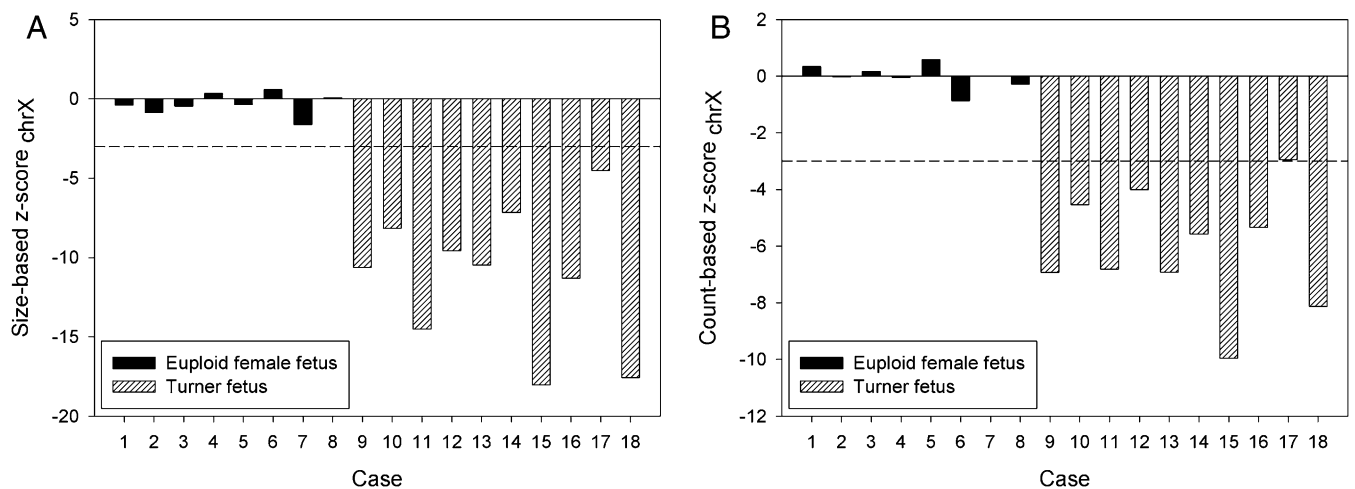 A
Size-based z-score chrX
5
0
-5
-10
-15
-20
Euploid female fetus
Turner fetus
1 2 3 4 5 6 7 8 9 10 11 12 13 14 15 16 17 18
Case
B
Count-based z-score chrX
2
0
-2
-4
-6
-8
-10
-12
Euploid female fetus
Turner fetus
1 2 3 4 5 6 7 8 9 10 11 12 13 14 15 16 17 18
Case